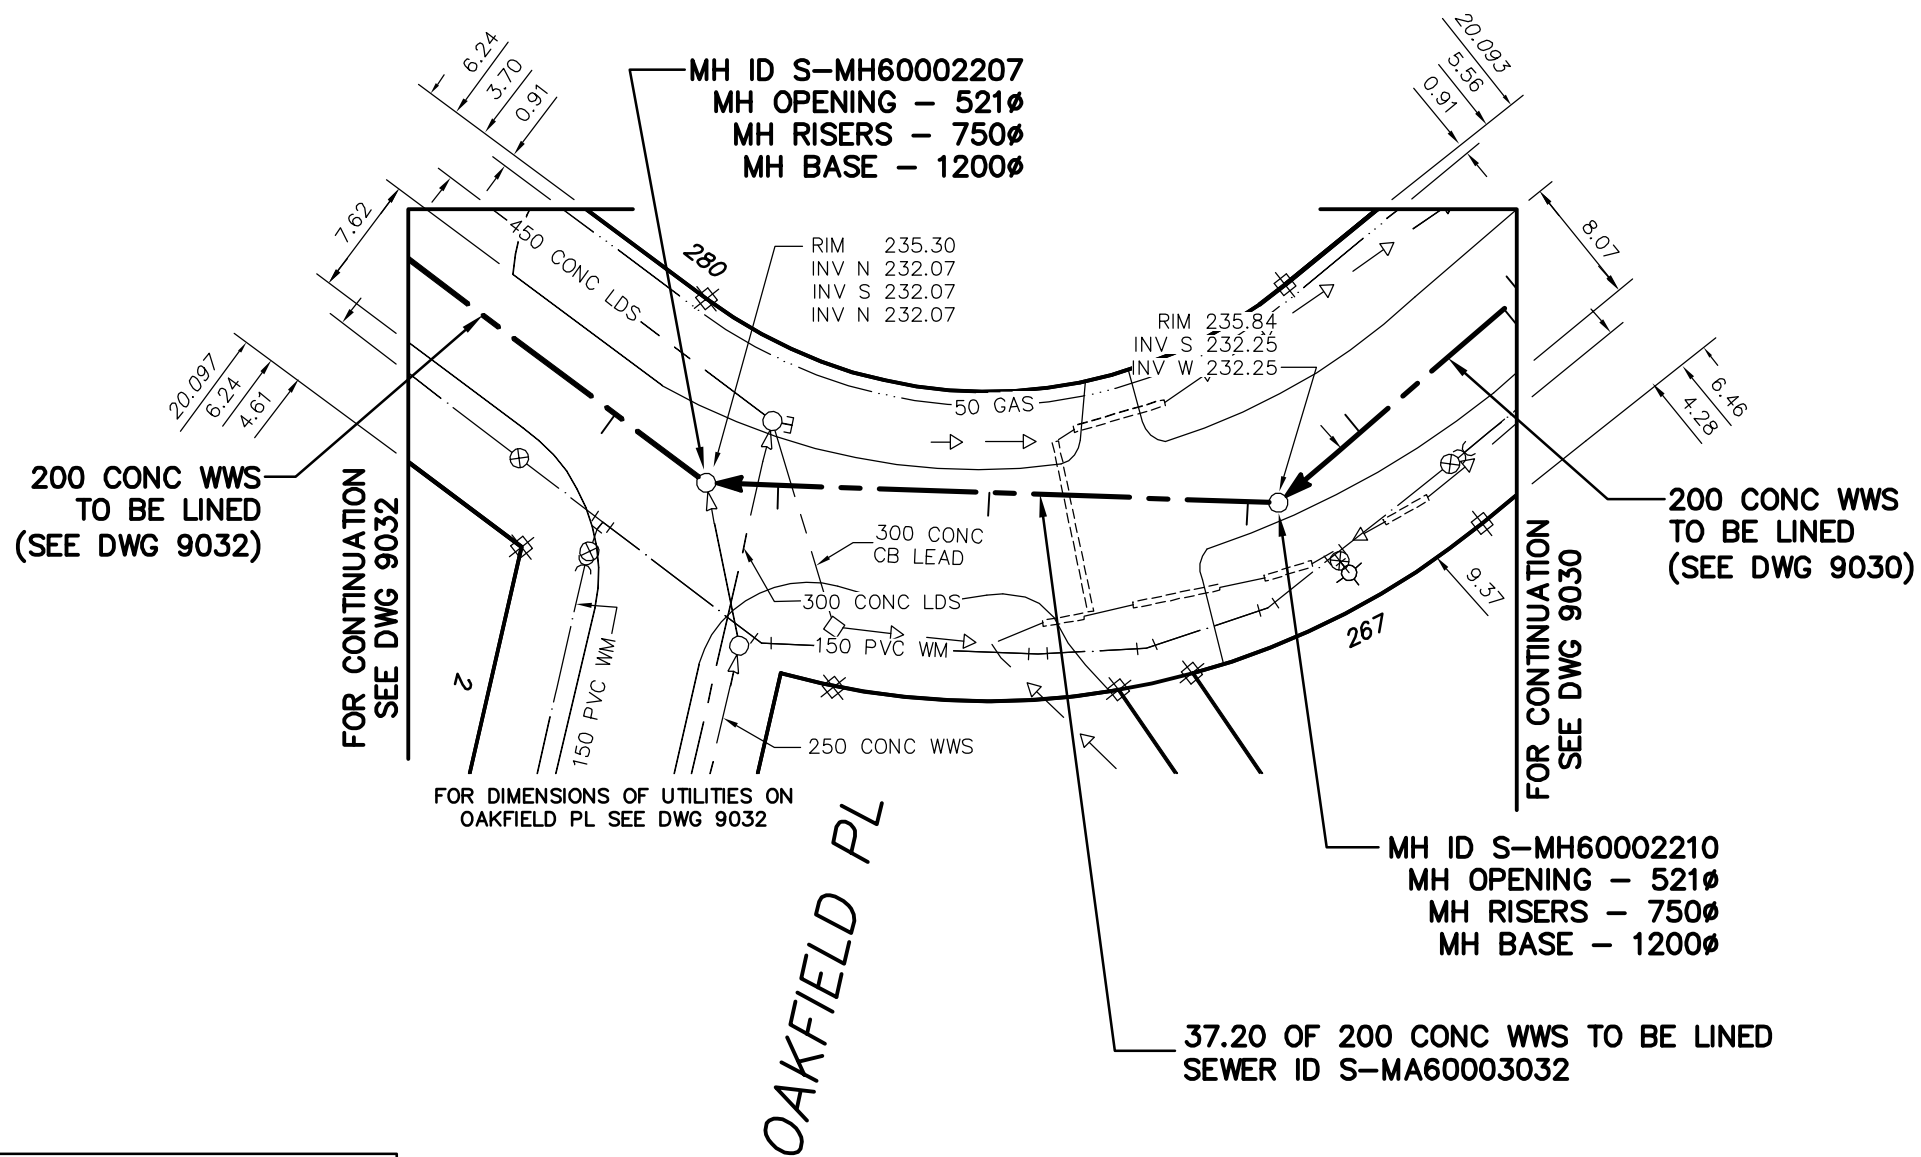 6.24
3.70
0.91
MH ID S-MH60002207
MH OPENING - 521ø
MH RISERS - 750ø
MH BASE - 1200ø
20.093
5.56
0.91
7.62
450 CONC LDS
280
RIM 235.30
INV N 232.07
INV S 232.07
INV N 232.07
RIM 235.84
INV S 232.25
INV W 232.25
8.07
20.097
6.24
4.61
50 GAS
6.46
4.28
200 CONC WWS
TO BE LINED
(SEE DWG 9032)
FOR CONTINUATION
SEE DWG 9032
300 CONC
CB LEAD
300 CONC LDS
150 PVC WM
150 PVC WM
2
250 CONC WWS
267
9.37
FOR CONTINUATION
SEE DWG 9030
200 CONC WWS
TO BE LINED
(SEE DWG 9030)
FOR DIMENSIONS OF UTILITIES ON
OAKFIELD PL SEE DWG 9032
OAKFIELD PL
MH ID S-MH60002210
MH OPENING - 521ø
MH RISERS - 750ø
MH BASE - 1200ø
37.20 OF 200 CONC WWS TO BE LINED
SEWER ID S-MA60003032